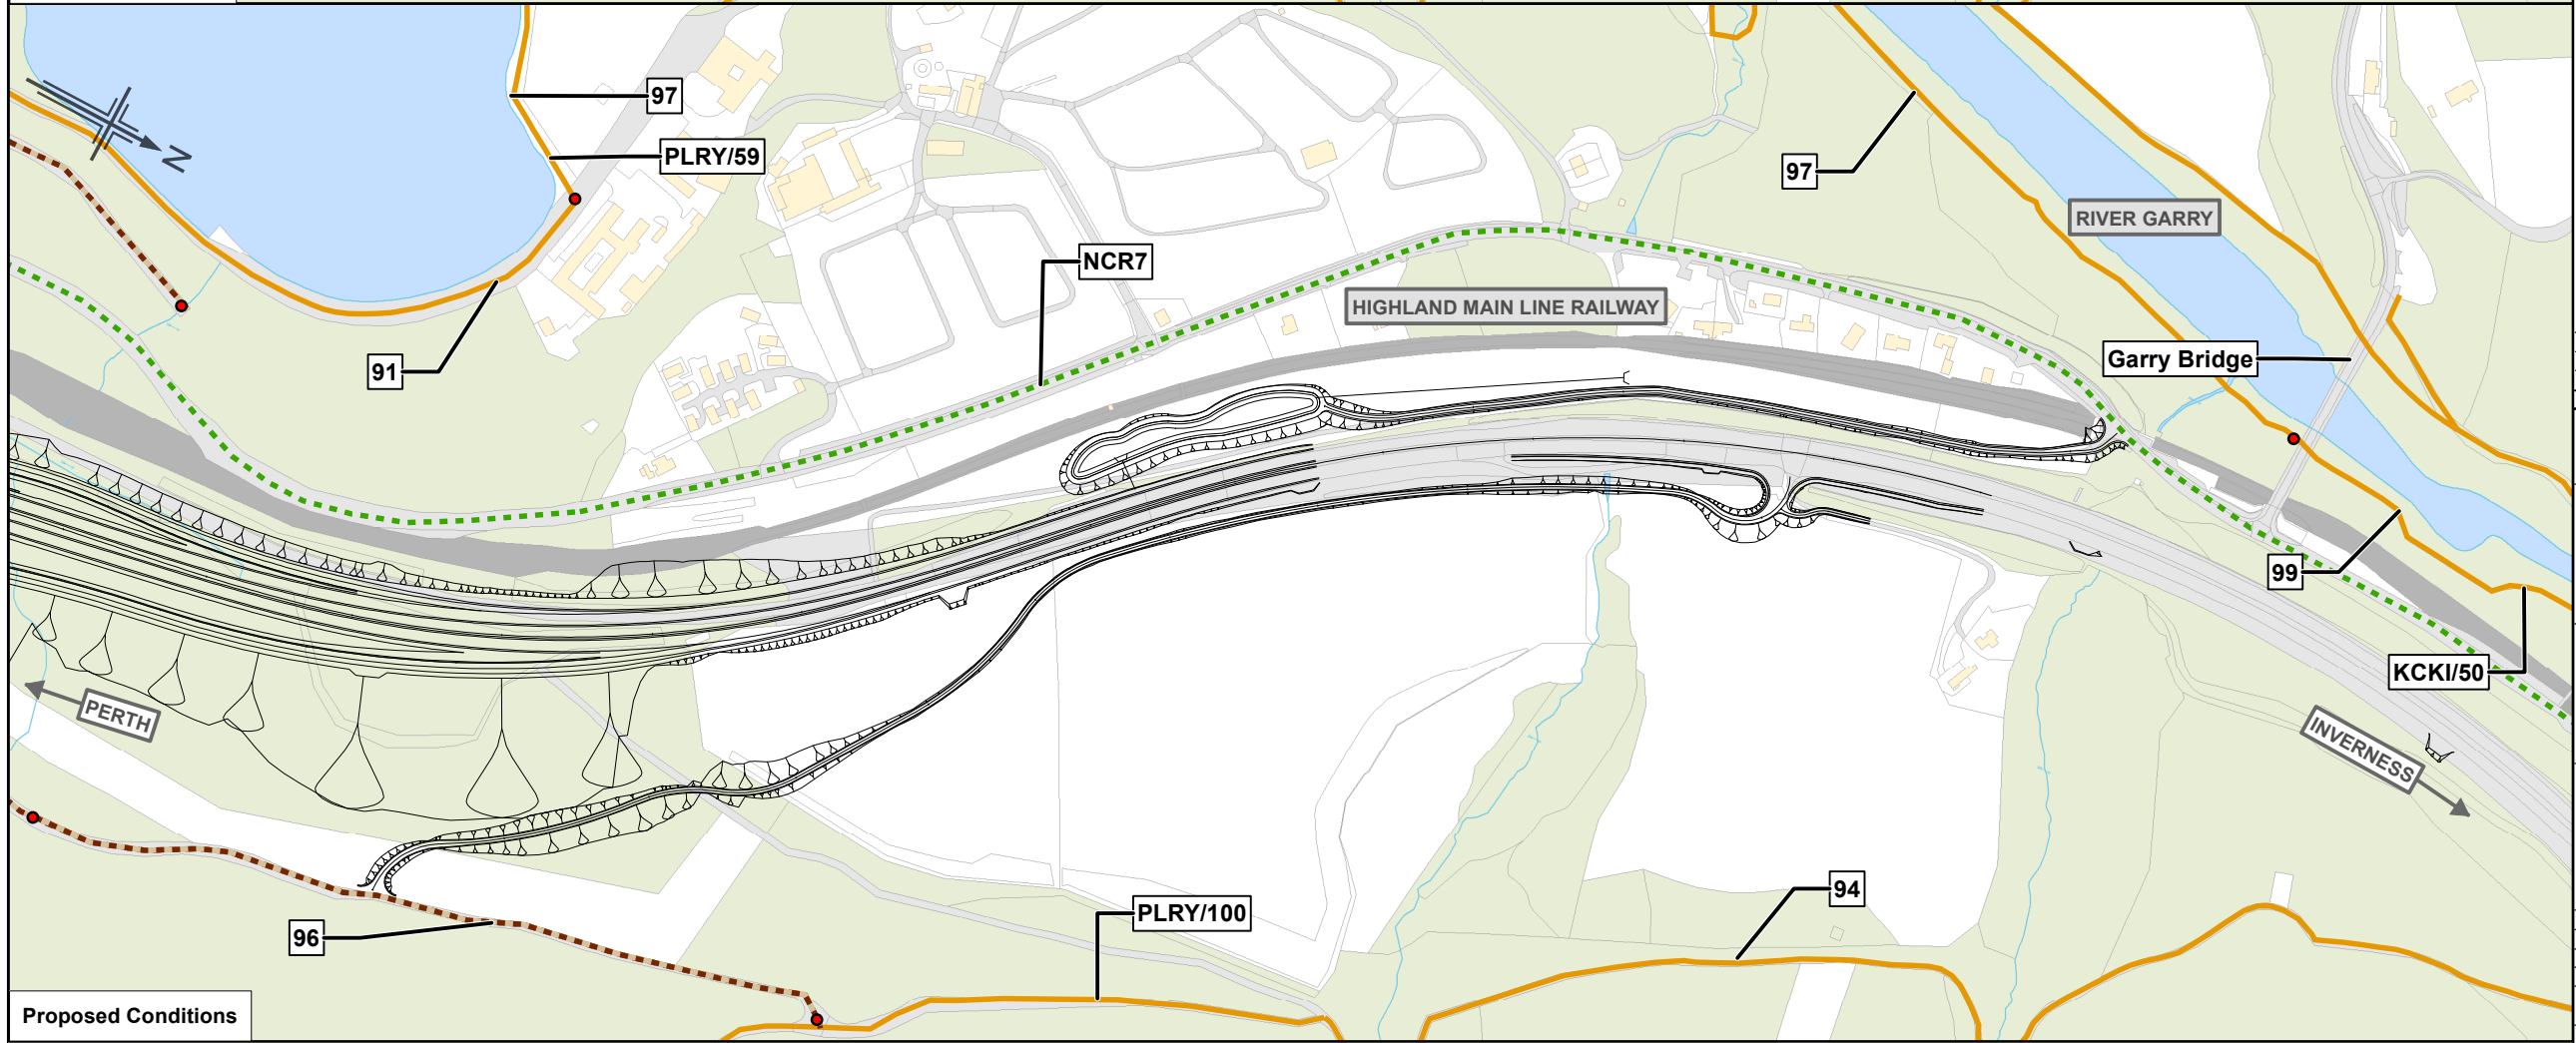 97
PLRY/59
N
97
RIVER GARRY
NCR7
HIGHLAND MAIN LINE RAILWAY
Garry Bridge
91
99
KCKI/50
PERTH
INVERNESS
94
PLRY/100
96
Proposed Conditions